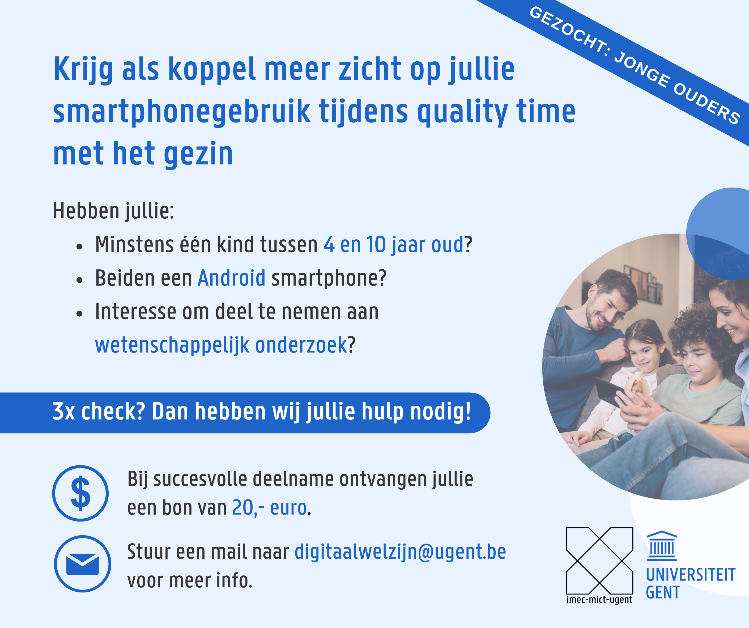 GEZOCHT: JONGE OUDERS
Krijg als koppel meer zicht op jullie
smartphonegebruik tijdens quality time
met het gezin
Hebben jullie:
• Minstens één kind tussen 4 en 10 jaar oud?
• Beiden een Android smartphone?
• Interesse om deel te nemen aan
wetenschappelijk onderzoek?
3x check? Dan hebben wij jullie hulp nodig!
$
Bij succesvolle deelname ontvangen jullie
een bon van 20,- euro.
Stuur een mail naar digitaalwelzijn@ugent.be
voor meer info.
imec-mict-ugent
UNIVERSITEIT
GENT